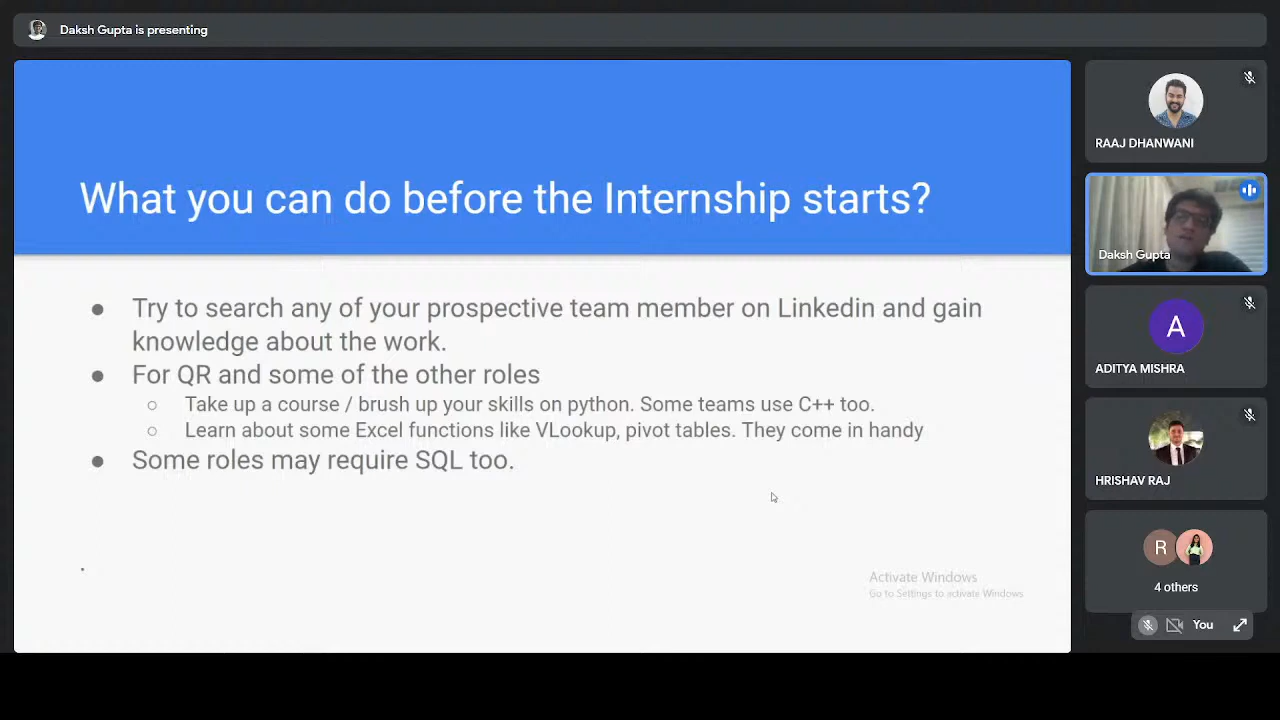 Daksh Gupta is presenting
What you can do before the Internship starts?
● Try to search any of your prospective team member on Linkedin and gain
knowledge about the work.
● For QR and some of the other roles
○ Take up a course / brush up your skills on python. Some teams use C++ too.
○ Learn about some Excel functions like VLookup, pivot tables. They come in handy
● Some roles may require SQL too.
.
Activate Windows
Go to Settings to activate Windows
RAAJ DHANWANI
Daksh Gupta
A
ADITYA MISHRA
HRISHAV RAJ
R
4 others
You